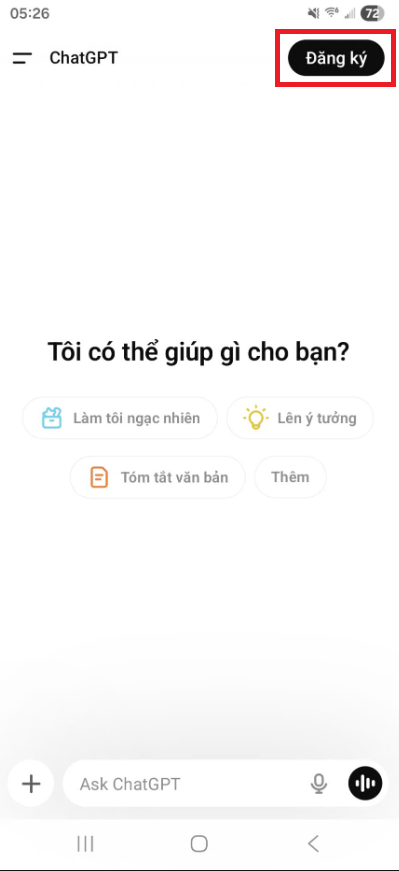 05:26 72
ChatGPT Đăng ký
Tôi có thể giúp gì cho bạn?
Làm tôi ngạc nhiên Lên ý tưởng
Tóm tắt văn bản Thêm
Ask ChatGPT